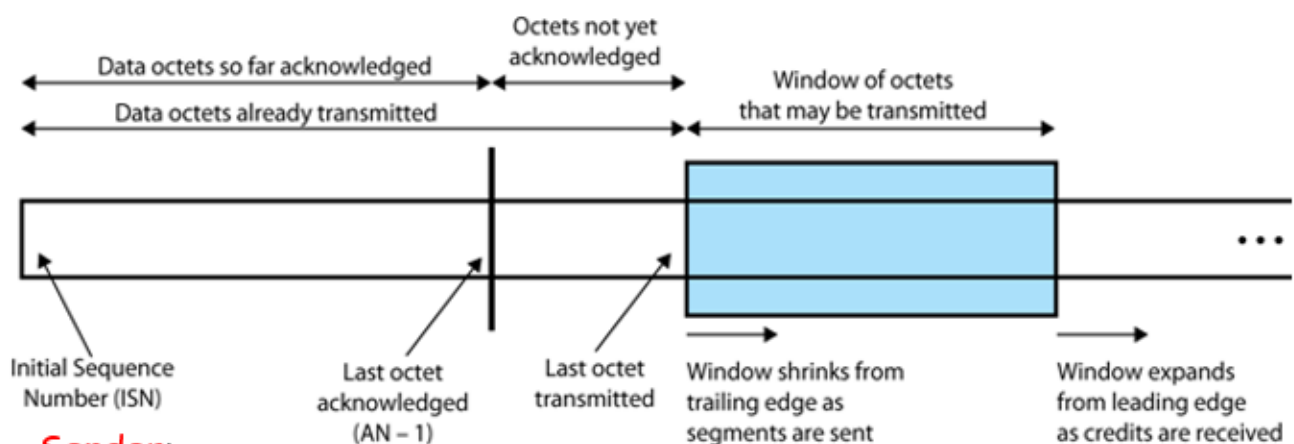 Octets not yet
acknowledged
Data octets so far acknowledged
Window of octets
that may be transmitted
Data octets already transmitted
...
Initial Sequence
Number (ISN)
Last octet
acknowledged
(AN – 1)
Last octet
transmitted
Window shrinks from
trailing edge as
segments are sent
Window expands
from leading edge
as credits are received